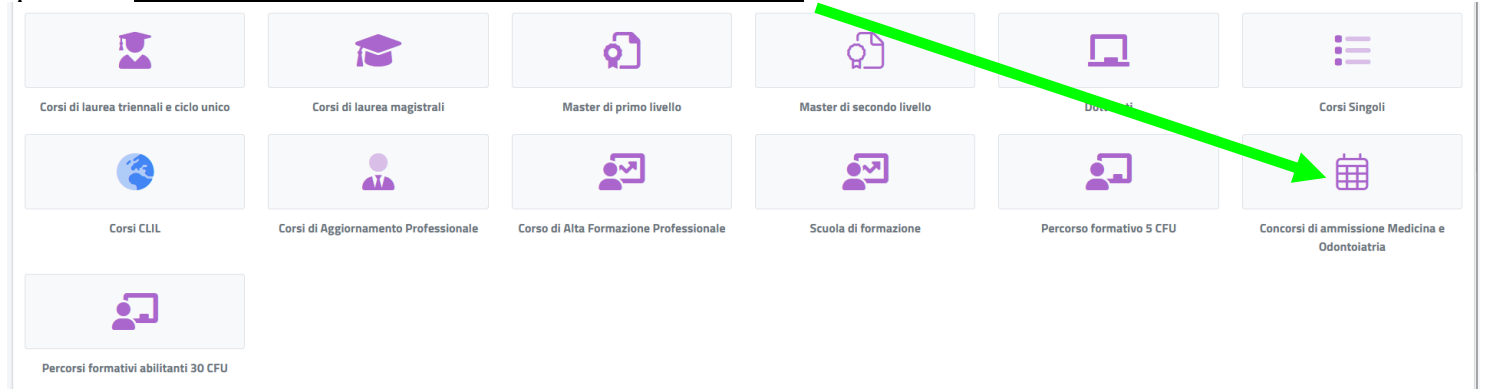 Corsi di laurea triennali e ciclo unico
Corsi di laurea magistrali
Master di primo livello
Master di secondo livello
Corsi Singoli
Corsi CLIL
Corsi di Aggiornamento Professionale
Corso di Alta Formazione Professionale
Scuola di formazione
Percorso formativo 5 CFU
Concorsi di ammissione Medicina e
Odontoiatria
Percorsi formativi abilitanti 30 CFU